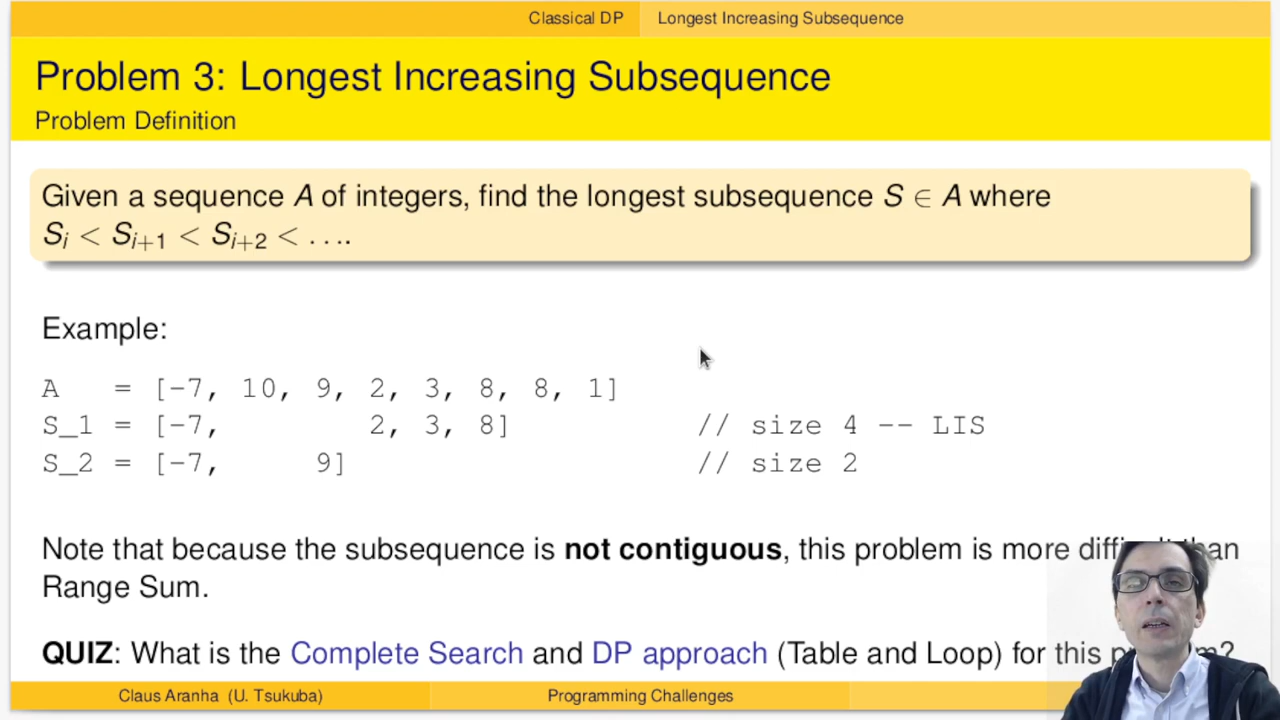 Classical DP Longest Increasing Subsequence
Problem 3: Longest Increasing Subsequence
Problem Definition
Given a sequence A of integers, find the longest subsequence S ∈ A where
S_i < S_{i+1} < S_{i+2} < ....
Example:
A = [-7, 10, 9, 2, 3, 8, 8, 1]
S_1 = [-7, 2, 3, 8] // size 4 -- LIS
S_2 = [-7, 9] // size 2
Note that because the subsequence is not contiguous, this problem is more than
Range Sum.
QUIZ: What is the Complete Search and DP approach (Table and Loop) for this
Claus Aranha (U. Tsukuba) Programming Challenges